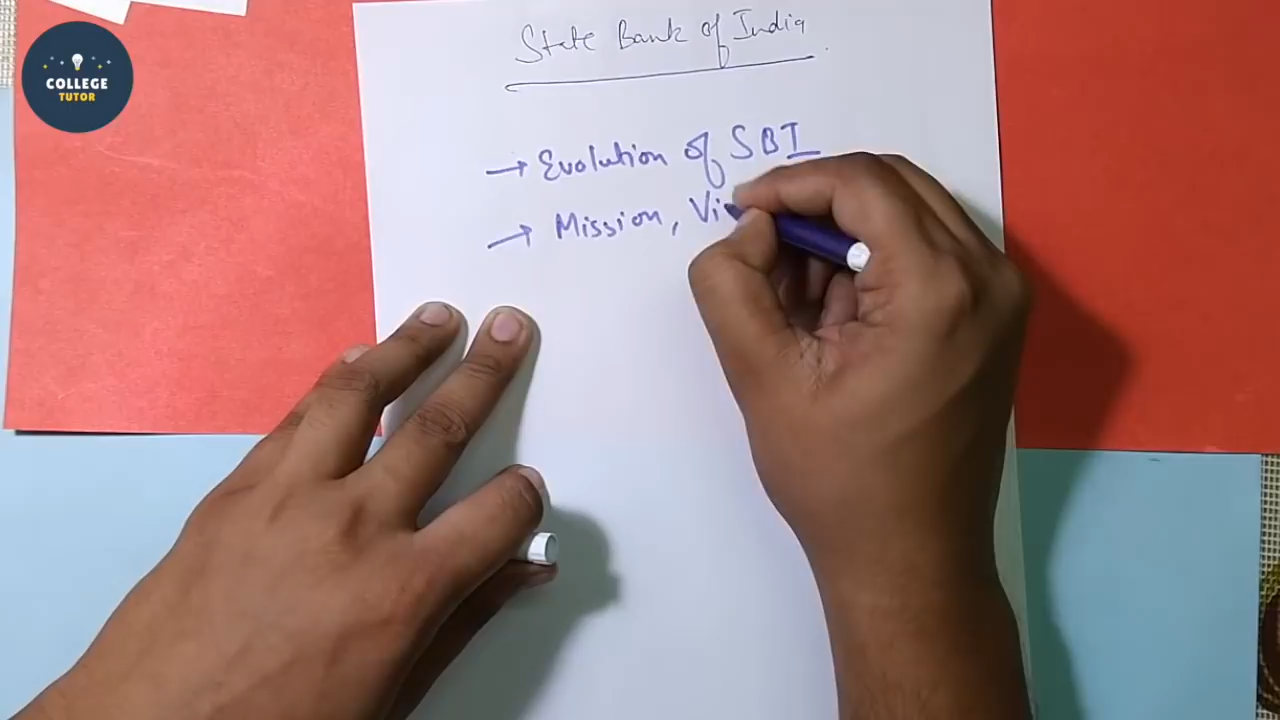 COLLEGE
TUTOR
State Bank of India
→ Evolution of SBI
→ Mission, Vi